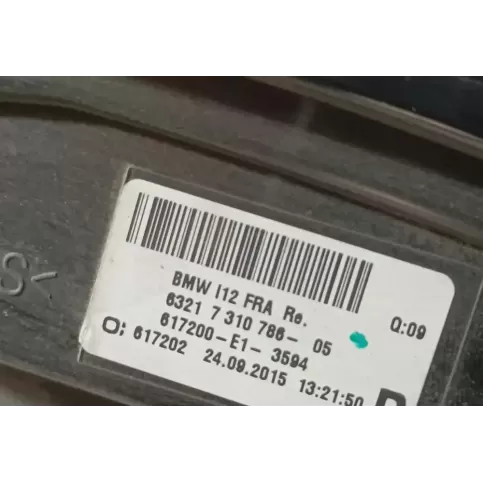 BMW I12 FRA Re.
6321 7 310 786- 05
Q:09
617200-E1- 3594
O; 617202 24.09.2015 13:21:50
S<